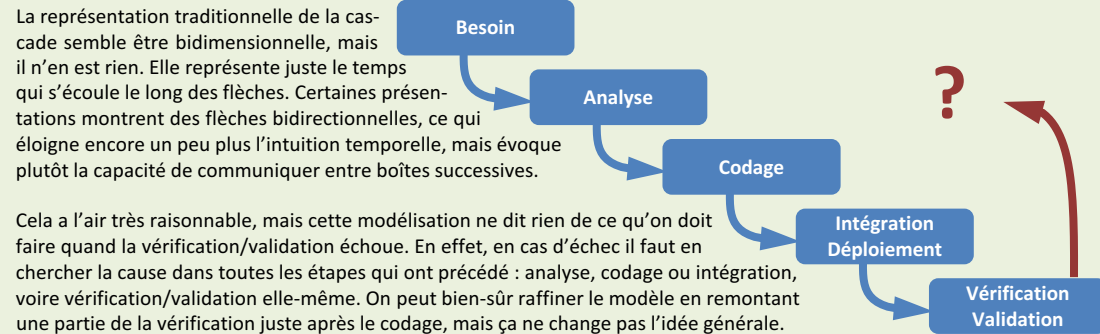 La représentation traditionnelle de la cas-
cade semble être bidimensionnelle, mais
il n'en est rien. Elle représente juste le temps
qui s'écoule le long des flèches. Certaines présen-
tations montrent des flèches bidirectionnelles, ce qui
éloigne encore un peu plus l'intuition temporelle, mais évoque
plutôt la capacité de communiquer entre boîtes successives.
Cela a l'air très raisonnable, mais cette modélisation ne dit rien de ce qu'on doit
faire quand la vérification/validation échoue. En effet, en cas d'échec il faut en
chercher la cause dans toutes les étapes qui ont précédé : analyse, codage ou intégration,
voire vérification/validation elle-même. On peut bien-sûr raffiner le modèle en remontant
une partie de la vérification juste après le codage, mais ça ne change pas l'idée générale.
Besoin
Analyse
?
Codage
Intégration
Déploiement
Vérification
Validation